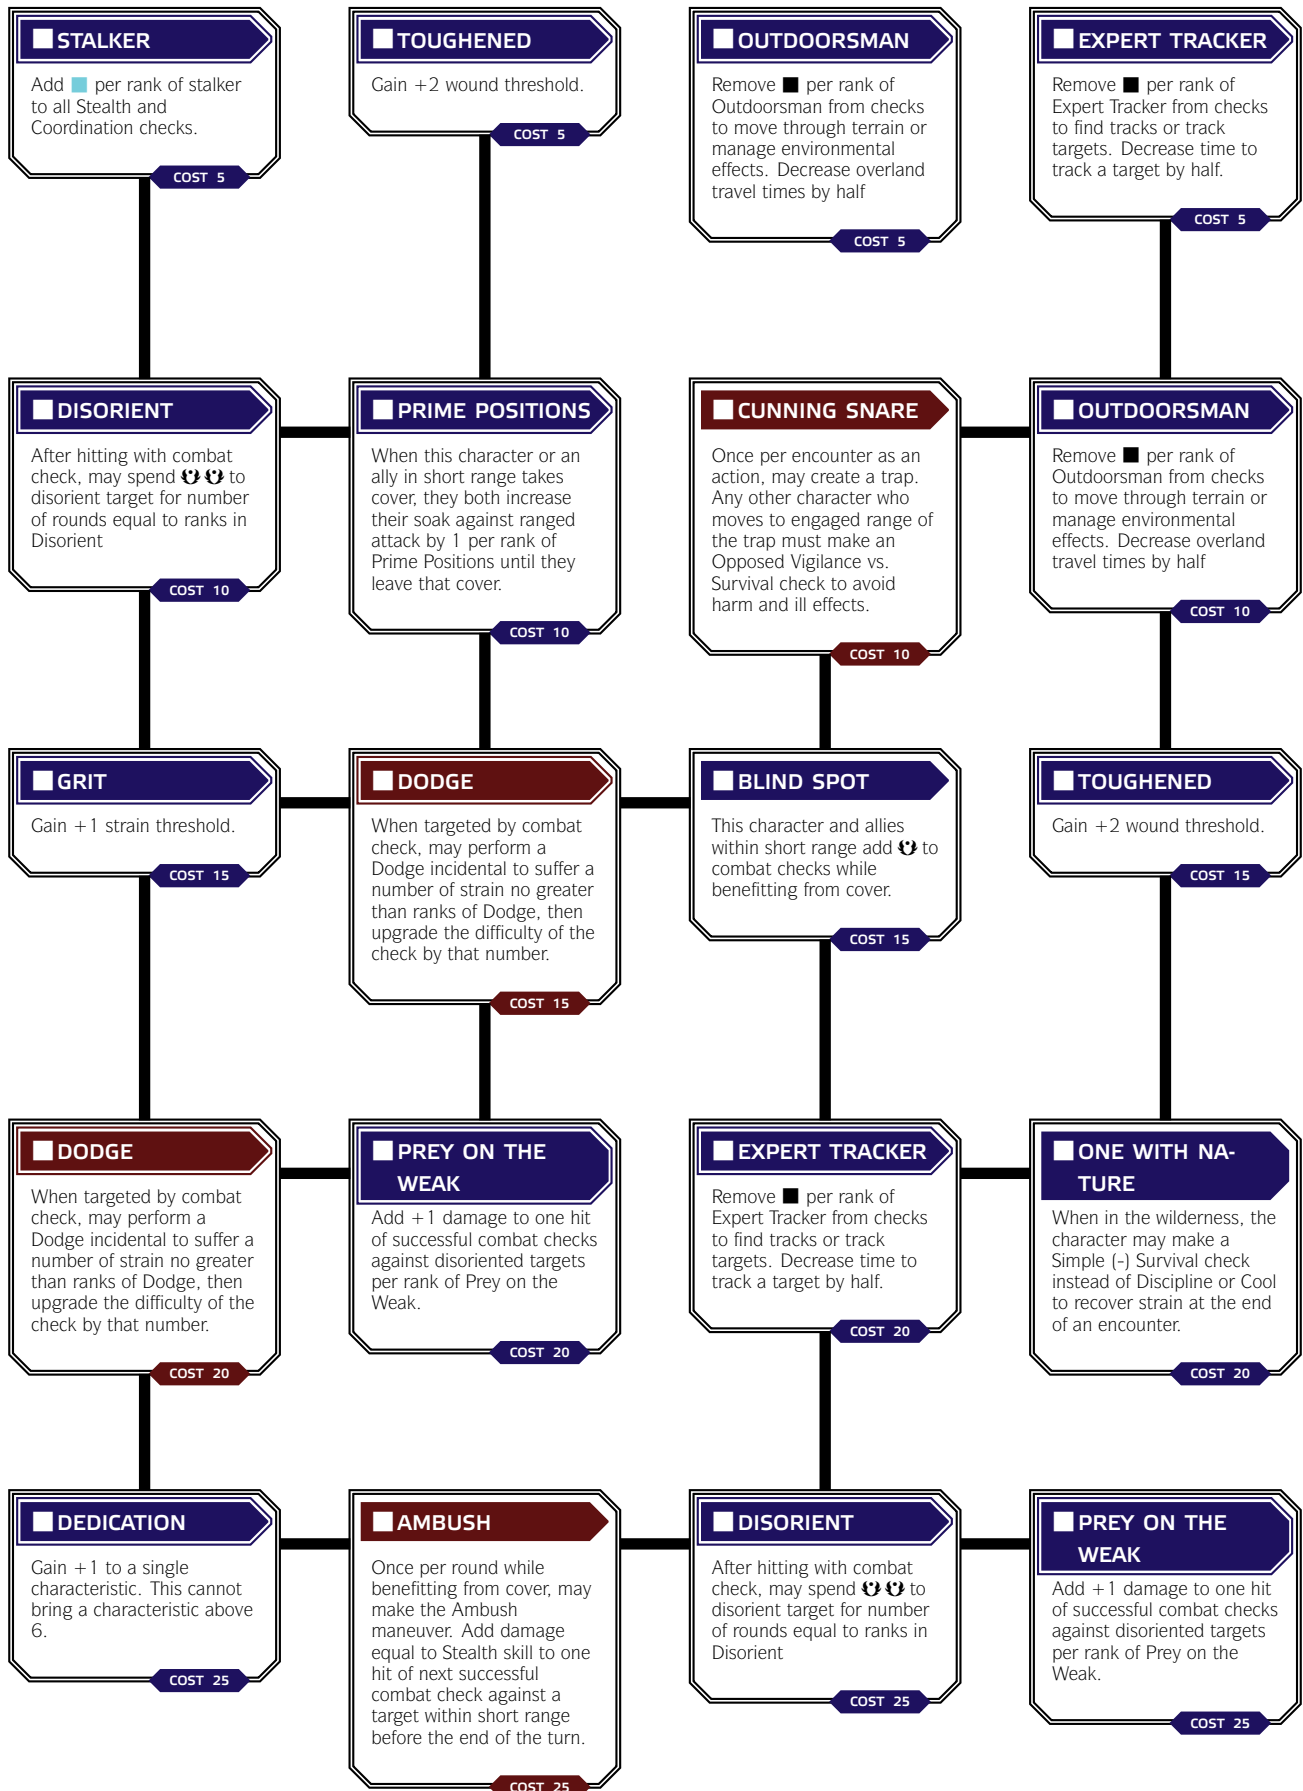 STALKER
Add per rank of stalker
to all Stealth and
Coordination checks.
COST 5
TOUGHENED
Gain +2 wound threshold.
COST 5
OUTDOORSMAN
Remove per rank of
Outdoorsman from checks
to move through terrain or
manage environmental
effects. Decrease overland
travel times by half
COST 5
EXPERT TRACKER
Remove per rank of
Expert Tracker from checks
to find tracks or track
targets. Decrease time to
track a target by half.
COST 5
DISORIENT
After hitting with combat
check, may spend to
disorient target for number
of rounds equal to ranks in
Disorient
COST 10
PRIME POSITIONS
When this character or an
ally in short range takes
cover, they both increase
their soak against ranged
attack by 1 per rank of
Prime Positions until they
leave that cover.
COST 10
CUNNING SNARE
Once per encounter as an
action, may create a trap.
Any other character who
moves to engaged range of
the trap must make an
Opposed Vigilance vs.
Survival check to avoid
harm and ill effects.
COST 10
OUTDOORSMAN
Remove per rank of
Outdoorsman from checks
to move through terrain or
manage environmental
effects. Decrease overland
travel times by half
COST 10
GRIT
Gain +1 strain threshold.
COST 15
DODGE
When targeted by combat
check, may perform a
Dodge incidental to suffer a
number of strain no greater
than ranks of Dodge, then
upgrade the difficulty of the
check by that number.
COST 15
BLIND SPOT
This character and allies
within short range add to
combat checks while
benefitting from cover.
COST 15
TOUGHENED
Gain +2 wound threshold.
COST 15
DODGE
When targeted by combat
check, may perform a
Dodge incidental to suffer a
number of strain no greater
than ranks of Dodge, then
upgrade the difficulty of the
check by that number.
COST 20
PREY ON THE
WEAK
Add +1 damage to one hit
of successful combat checks
against disoriented targets
per rank of Prey on the
Weak.
COST 20
EXPERT TRACKER
Remove per rank of
Expert Tracker from checks
to find tracks or track
targets. Decrease time to
track a target by half.
COST 20
ONE WITH NA-
TURE
When in the wilderness, the
character may make a
Simple (-) Survival check
instead of Discipline or Cool
to recover strain at the end
of an encounter.
COST 20
DEDICATION
Gain +1 to a single
characteristic. This cannot
bring a characteristic above
6.
COST 25
AMBUSH
Once per round while
benefitting from cover, may
make the Ambush
maneuver. Add damage
equal to Stealth skill to one
hit of next successful
combat check against a
target within short range
before the end of the turn.
COST 25
DISORIENT
After hitting with combat
check, may spend to
disorient target for number
of rounds equal to ranks in
Disorient
COST 25
PREY ON THE
WEAK
Add +1 damage to one hit
of successful combat checks
against disoriented targets
per rank of Prey on the
Weak.
COST 25